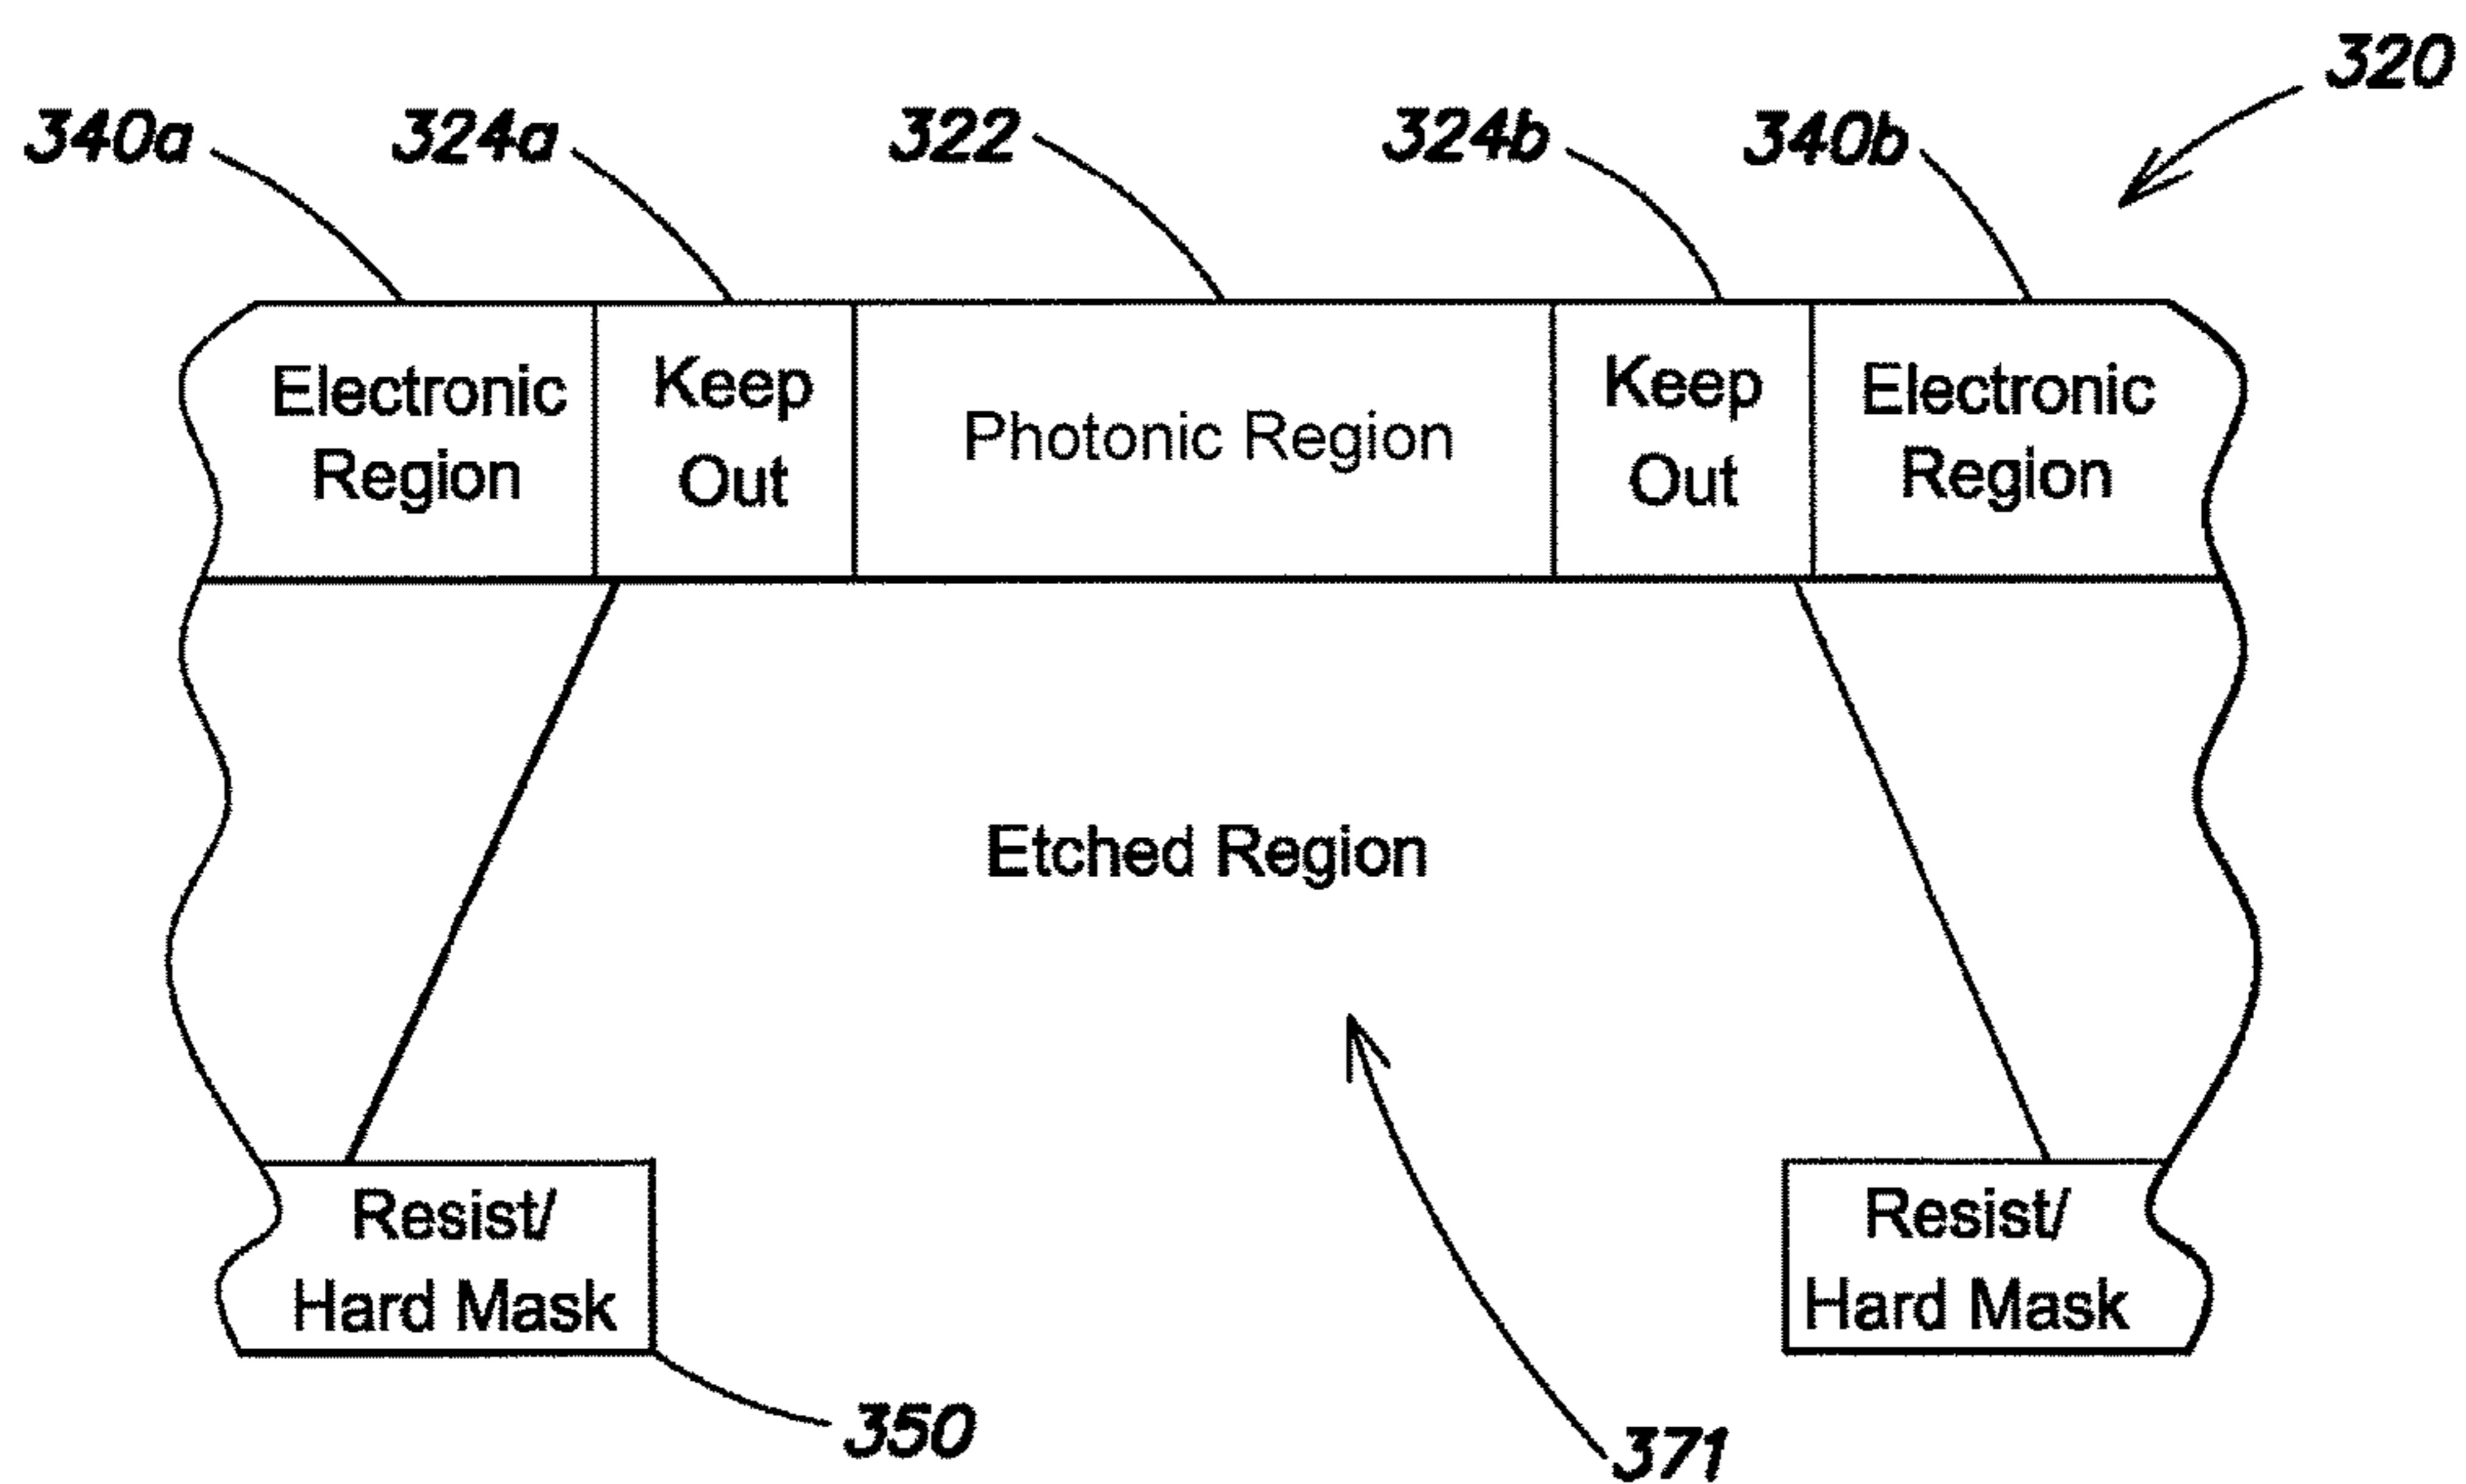 320
340a
324a
322
324b
340b
Electronic
Region
Keep
Out
Photonic Region
Keep
Out
Electronic
Region
Etched Region
Resist/
Hard Mask
Resist/
Hard Mask
350
371